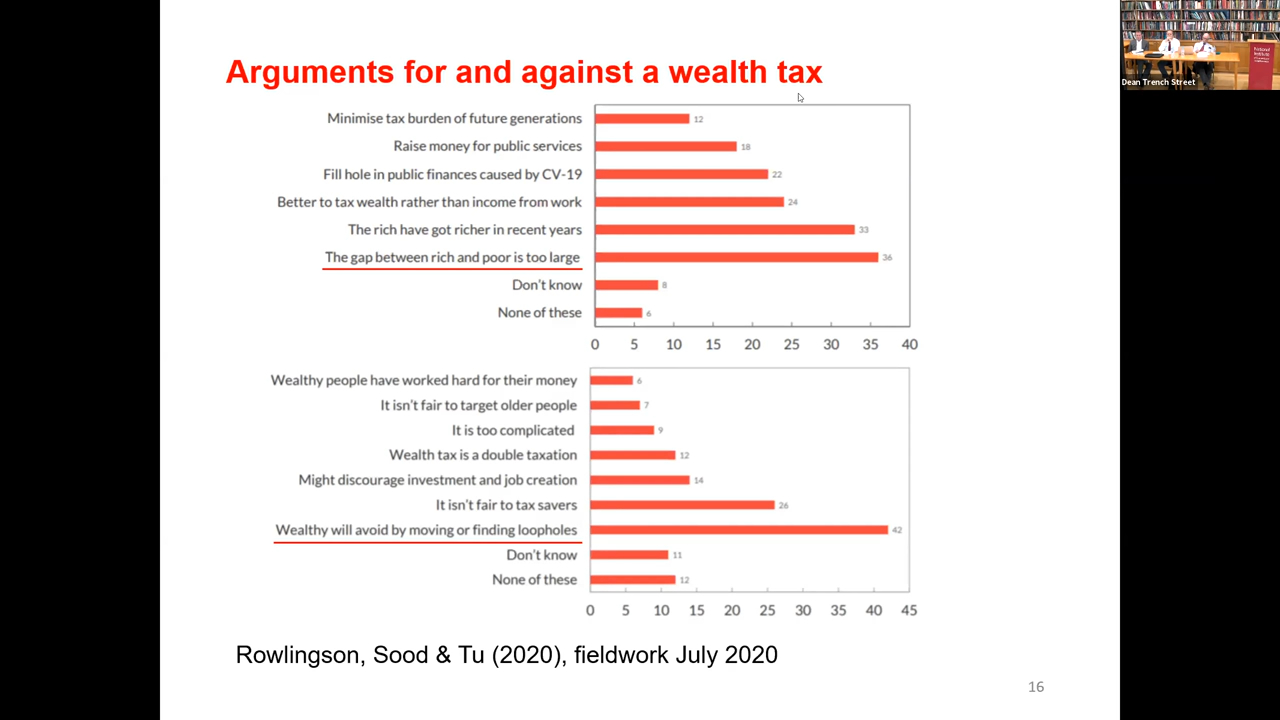 Arguments for and against a wealth tax
Minimise tax burden of future generations 12
Raise money for public services 18
Fill hole in public finances caused by CV-19 22
Better to tax wealth rather than income from work 24
The rich have got richer in recent years 33
The gap between rich and poor is too large 36
Don't know 8
None of these 6
0 5 10 15 20 25 30 35 40
Wealthy people have worked hard for their money 6
It isn't fair to target older people 7
It is too complicated 9
Wealth tax is a double taxation 12
Might discourage investment and job creation 14
It isn't fair to tax savers 26
Wealthy will avoid by moving or finding loopholes 42
Don't know 11
None of these 12
0 5 10 15 20 25 30 35 40 45
Rowlingson, Sood & Tu (2020), fieldwork July 2020
16
National
Institute
Dean Trench Street